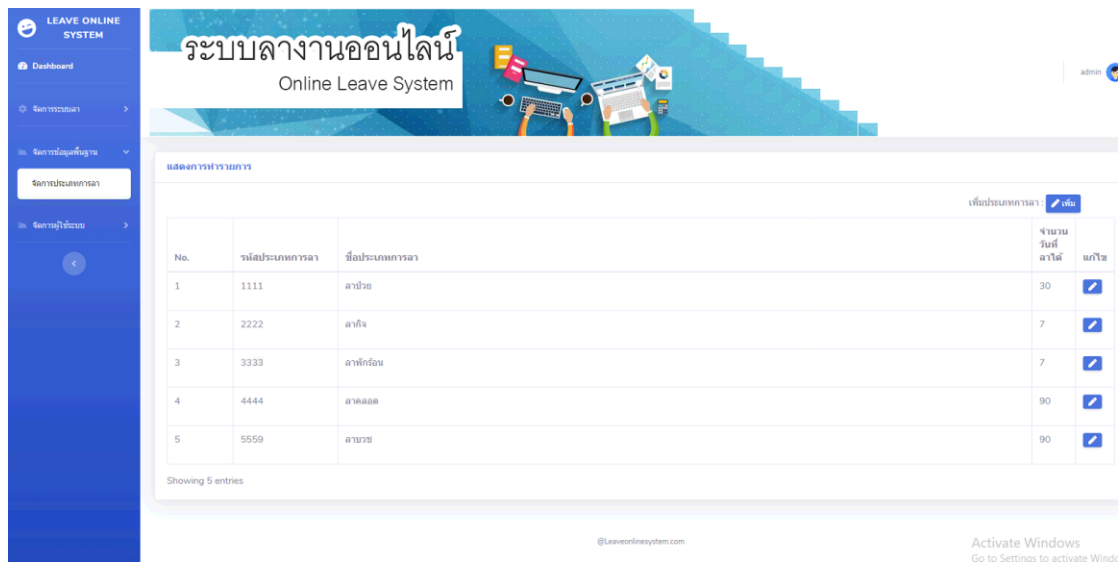 LEAVE ONLINE
SYSTEM
Dashboard
จัดการระบบลา
จัดการข้อมูลพื้นฐาน
จัดการประเภทการลา
จัดการผู้ใช้ระบบ
ระบบลางานออนไลน์
Online Leave System
admin
แสดงการทำรายการ
เพิ่มประเภทการลา : เพิ่ม
No. รหัสประเภทการลา ชื่อประเภทการลา จำนวนวันที่ลาได้ แก้ไข
1 1111 ลาป่วย 30
2 2222 ลากิจ 7
3 3333 ลาพักร้อน 7
4 4444 ลาคลอด 90
5 5559 ลาบวช 90
Showing 5 entries
@Leaveonlinesystem.com
Activate Windows
Go to Settings to activate Windo